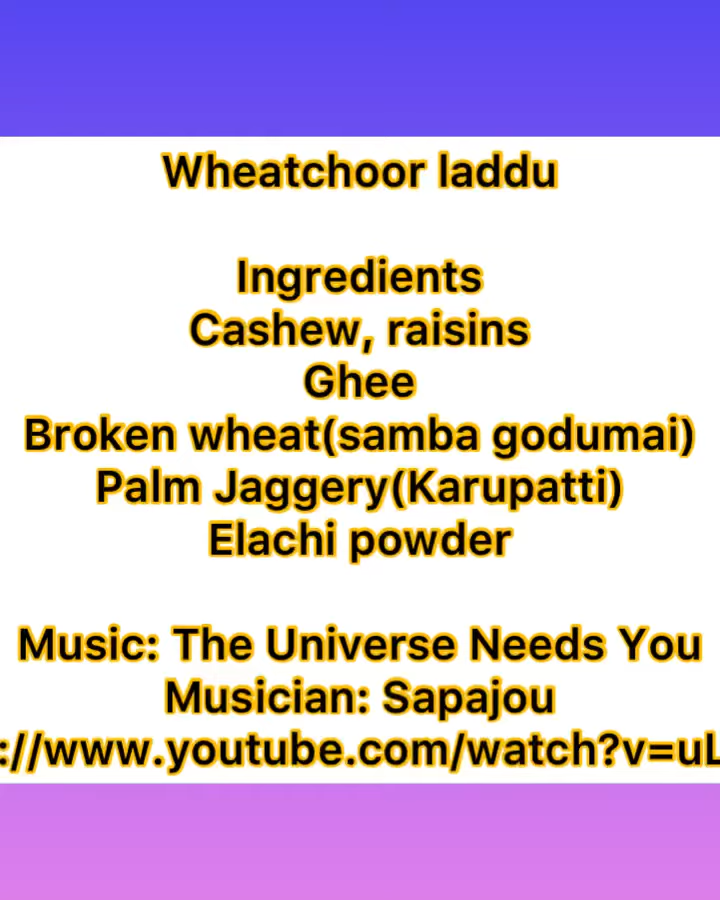 Wheatchoor laddu
Ingredients
Cashew, raisins
Ghee
Broken wheat(samba godumai)
Palm Jaggery(Karupatti)
Elachi powder
Music: The Universe Needs You
Musician: Sapajou
://www.youtube.com/watch?v=uL